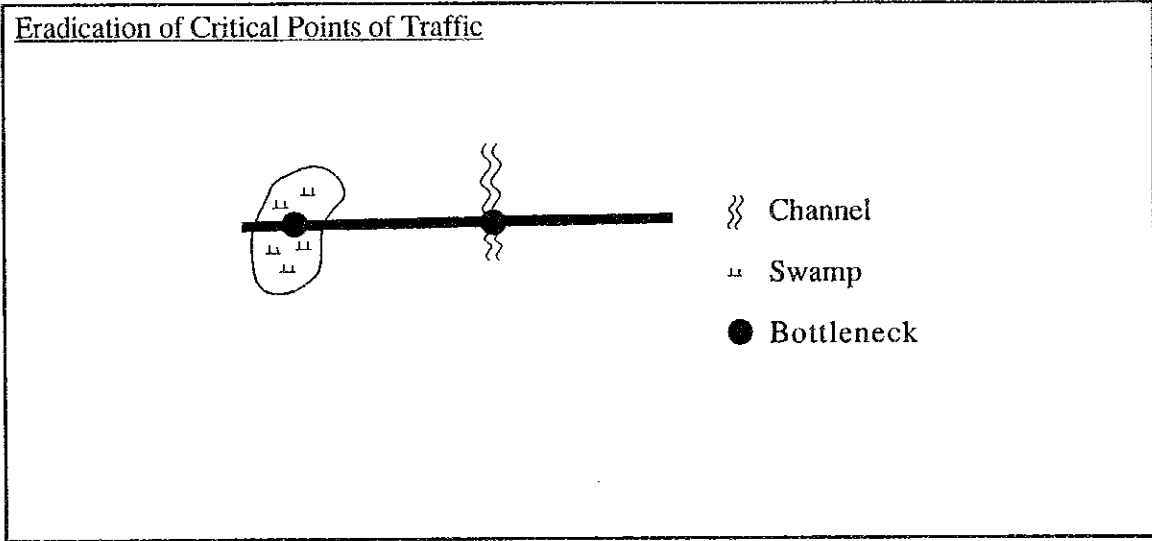 Eradication of Critical Points of Traffic
Channel
Swamp
Bottleneck